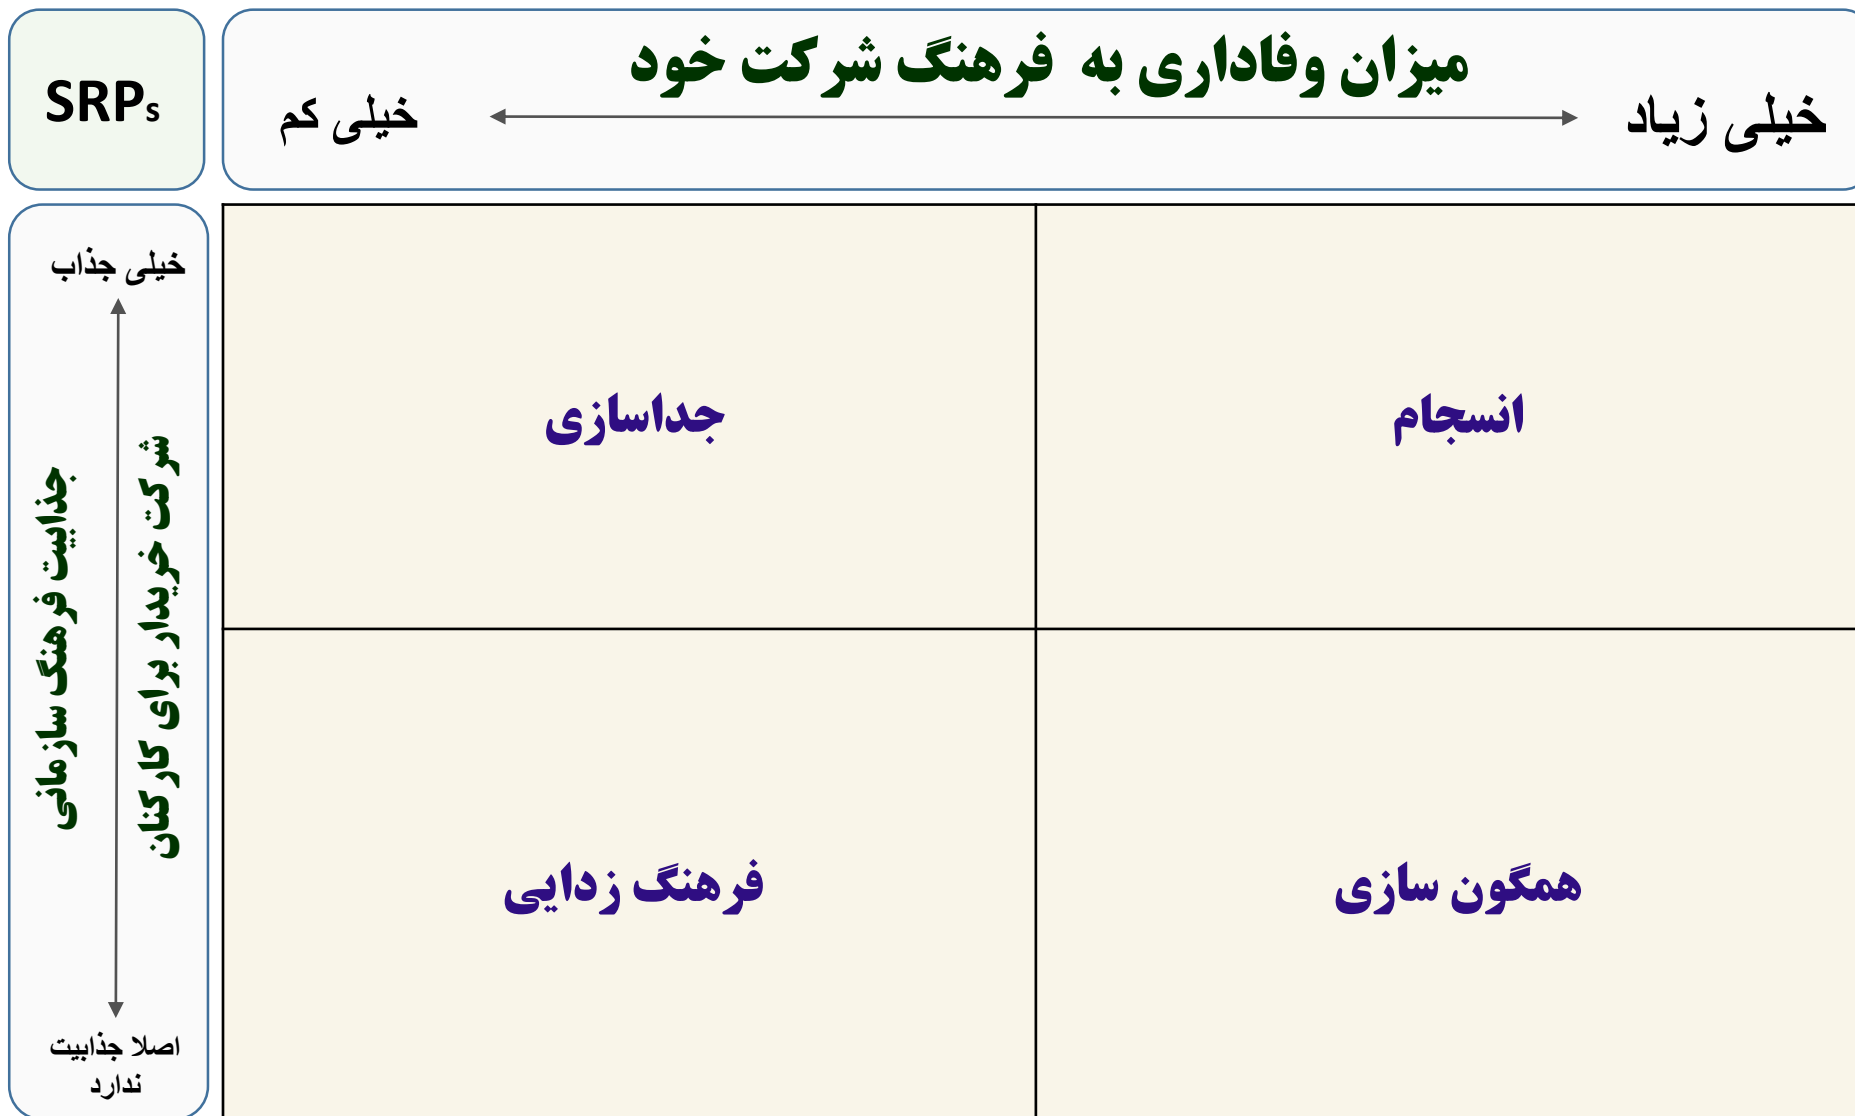 SRPs
میزان وفاداری به فرهنگ شرکت خود
خیلی زیاد
خیلی کم
خیلی جذاب
جذابیت فرهنگ سازمانی
شرکت خریدار برای کارکنان
اصلا جذابیت
ندارد
انسجام
جداسازی
همگون سازی
فرهنگ زدایی